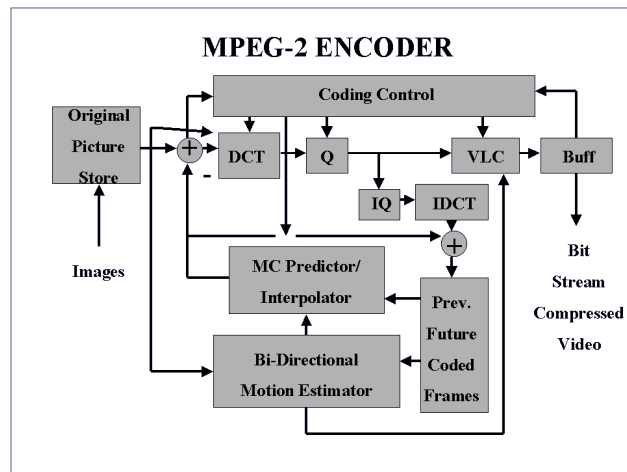 MPEG-2 ENCODER
Coding Control
Original
Picture
Store
+
-
DCT
Q
VLC
Buff
IQ
IDCT
+
Images
MC Predictor/
Interpolator
Prev.
Future
Coded
Frames
Bi-Directional
Motion Estimator
Bit
Stream
Compressed
Video